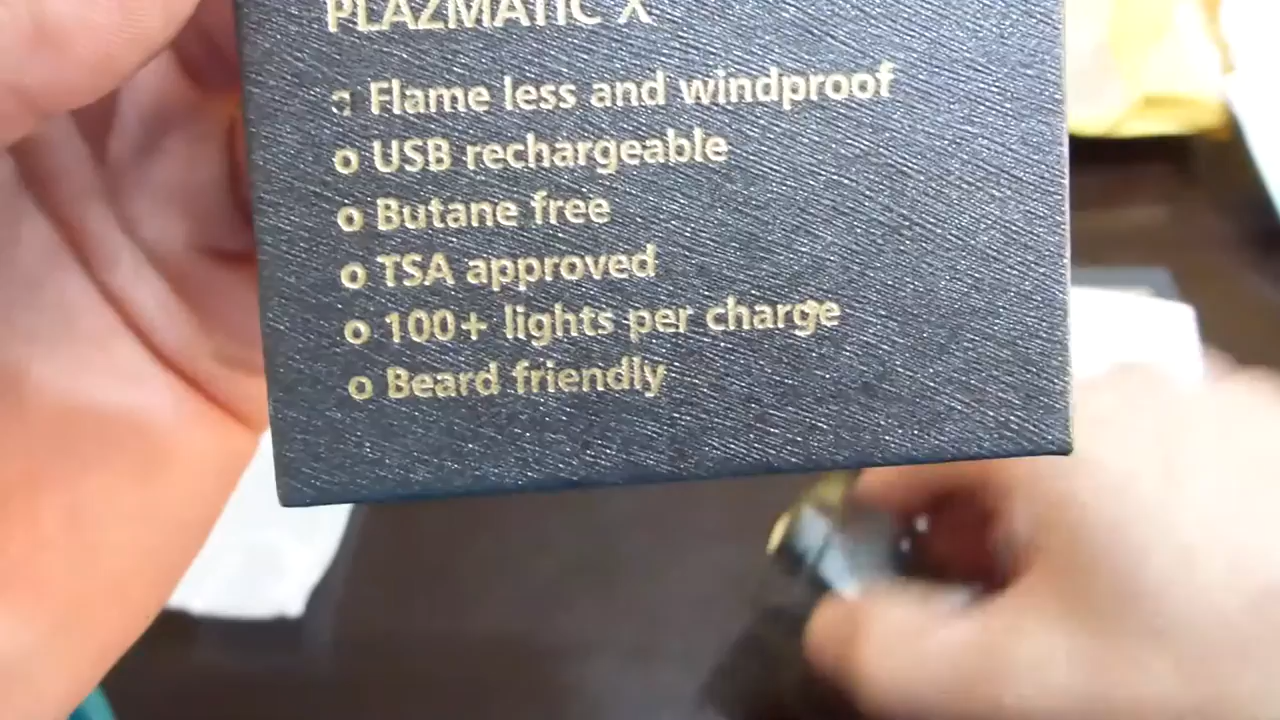 PLAZMATIC X
Flame less and windproof
o USB rechargeable
o Butane free
o TSA approved
o 100+ lights per charge
o Beard friendly